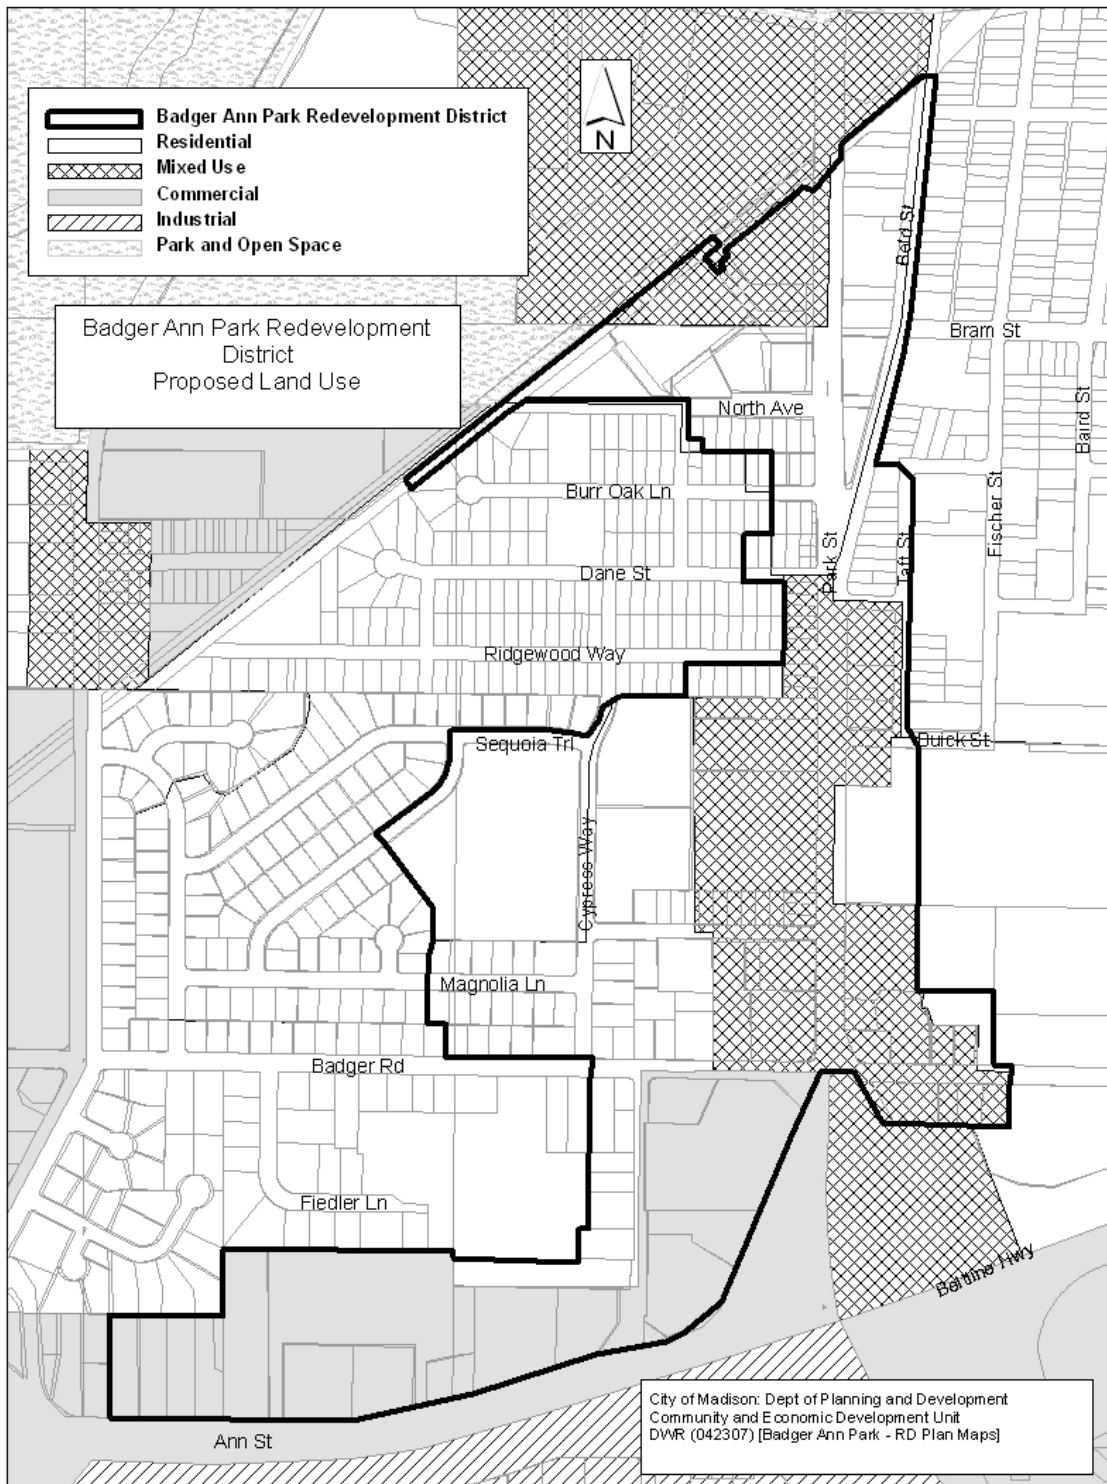 Badger Ann Park Redevelopment District
Residential
Mixed Use
Commercial
Industrial
Park and Open Space
N
Badger Ann Park Redevelopment
District
Proposed Land Use
Beld St
Bram St
Baird St
North Ave
Burr Oak Ln
Fischer St
Park St
Taft St
Dane St
Ridgewood Way
Sequoia Trl
Buick St
Cypress Way
Magnolia Ln
Badger Rd
Fiedler Ln
Beltline Hwy
Ann St
City of Madison: Dept of Planning and Development
Community and Economic Development Unit
DWR (042307) [Badger Ann Park - RD Plan Maps]